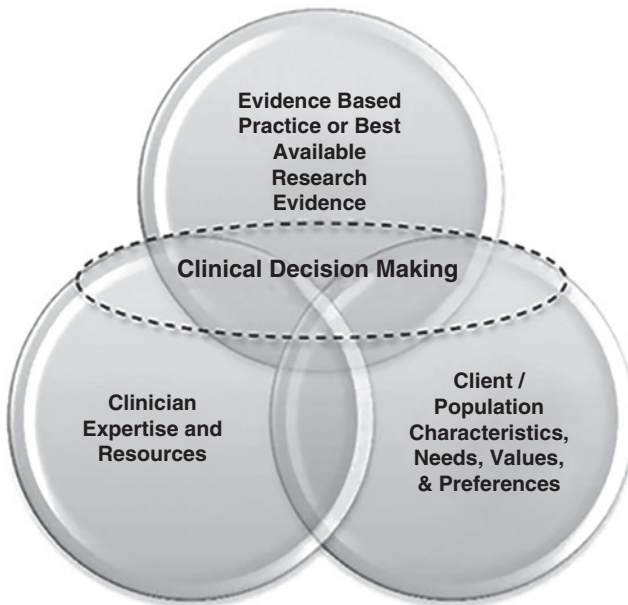 Evidence Based
Practice or Best
Available
Research
Evidence
Clinical Decision Making
Clinician
Expertise and
Resources
Client /
Population
Characteristics,
Needs, Values,
& Preferences